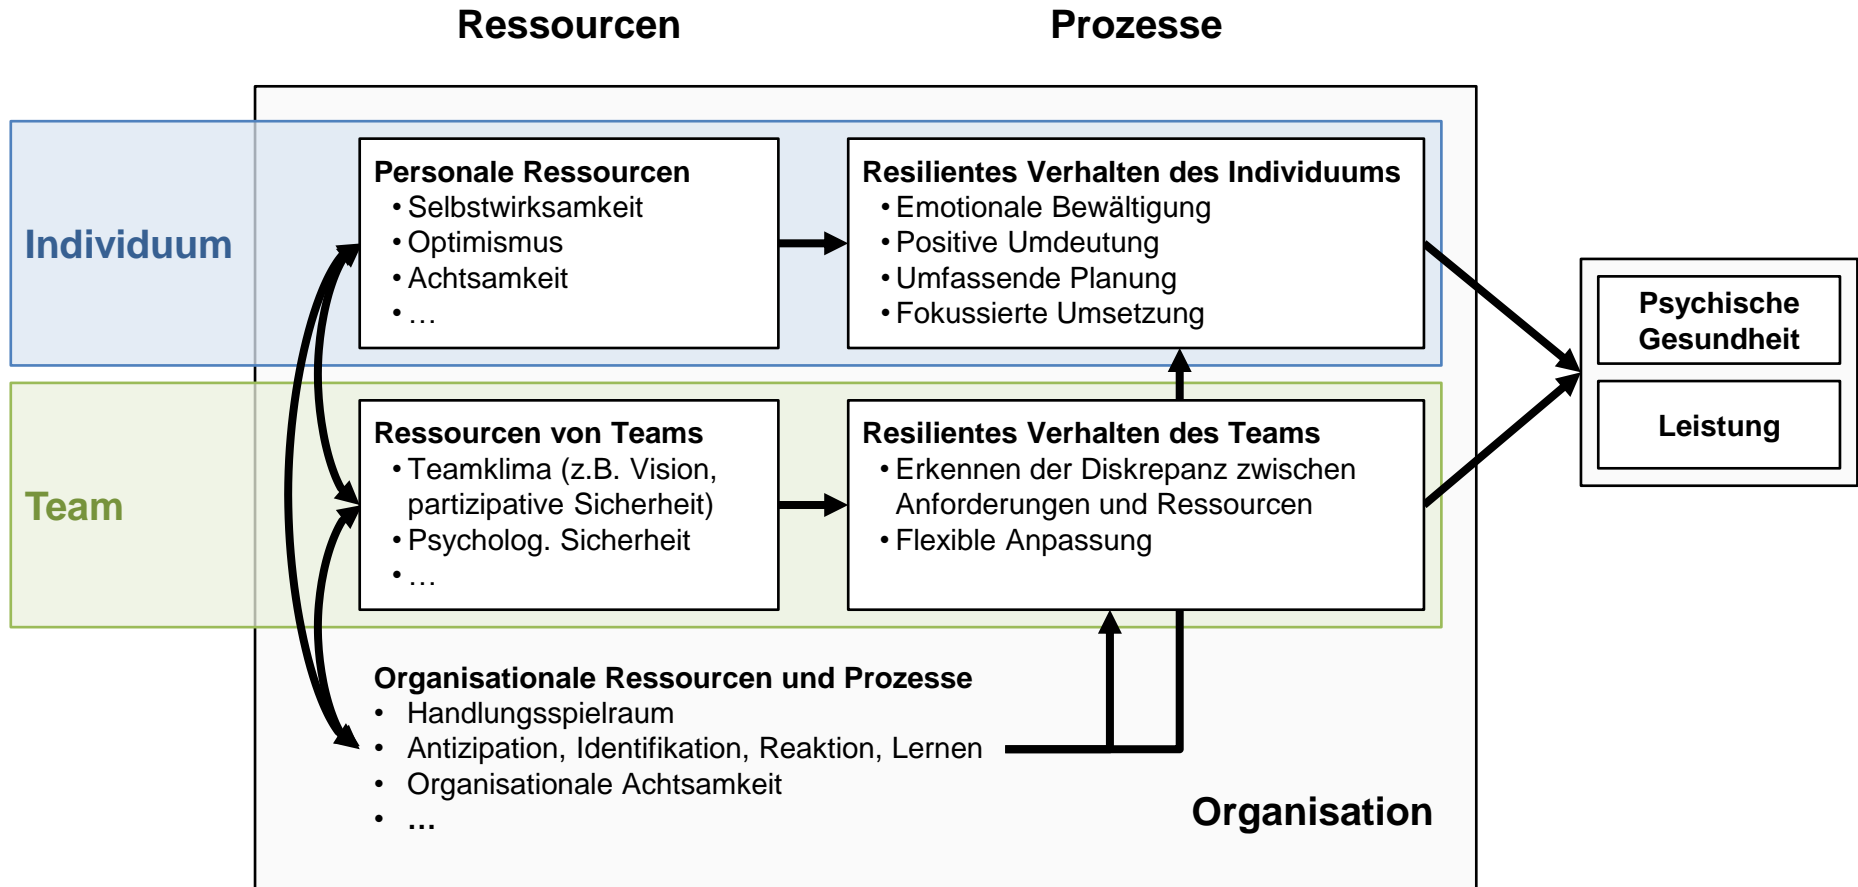 Ressourcen
Prozesse
Individuum
Personale Ressourcen
• Selbstwirksamkeit
• Optimismus
• Achtsamkeit
• …
Resilientes Verhalten des Individuums
• Emotionale Bewältigung
• Positive Umdeutung
• Umfassende Planung
• Fokussierte Umsetzung
Psychische
Gesundheit
Leistung
Team
Ressourcen von Teams
• Teamklima (z.B. Vision,
partizipative Sicherheit)
• Psycholog. Sicherheit
• …
Resilientes Verhalten des Teams
• Erkennen der Diskrepanz zwischen
Anforderungen und Ressourcen
• Flexible Anpassung
Organisationale Ressourcen und Prozesse
• Handlungsspielraum
• Antizipation, Identifikation, Reaktion, Lernen
• Organisationale Achtsamkeit
• …
Organisation